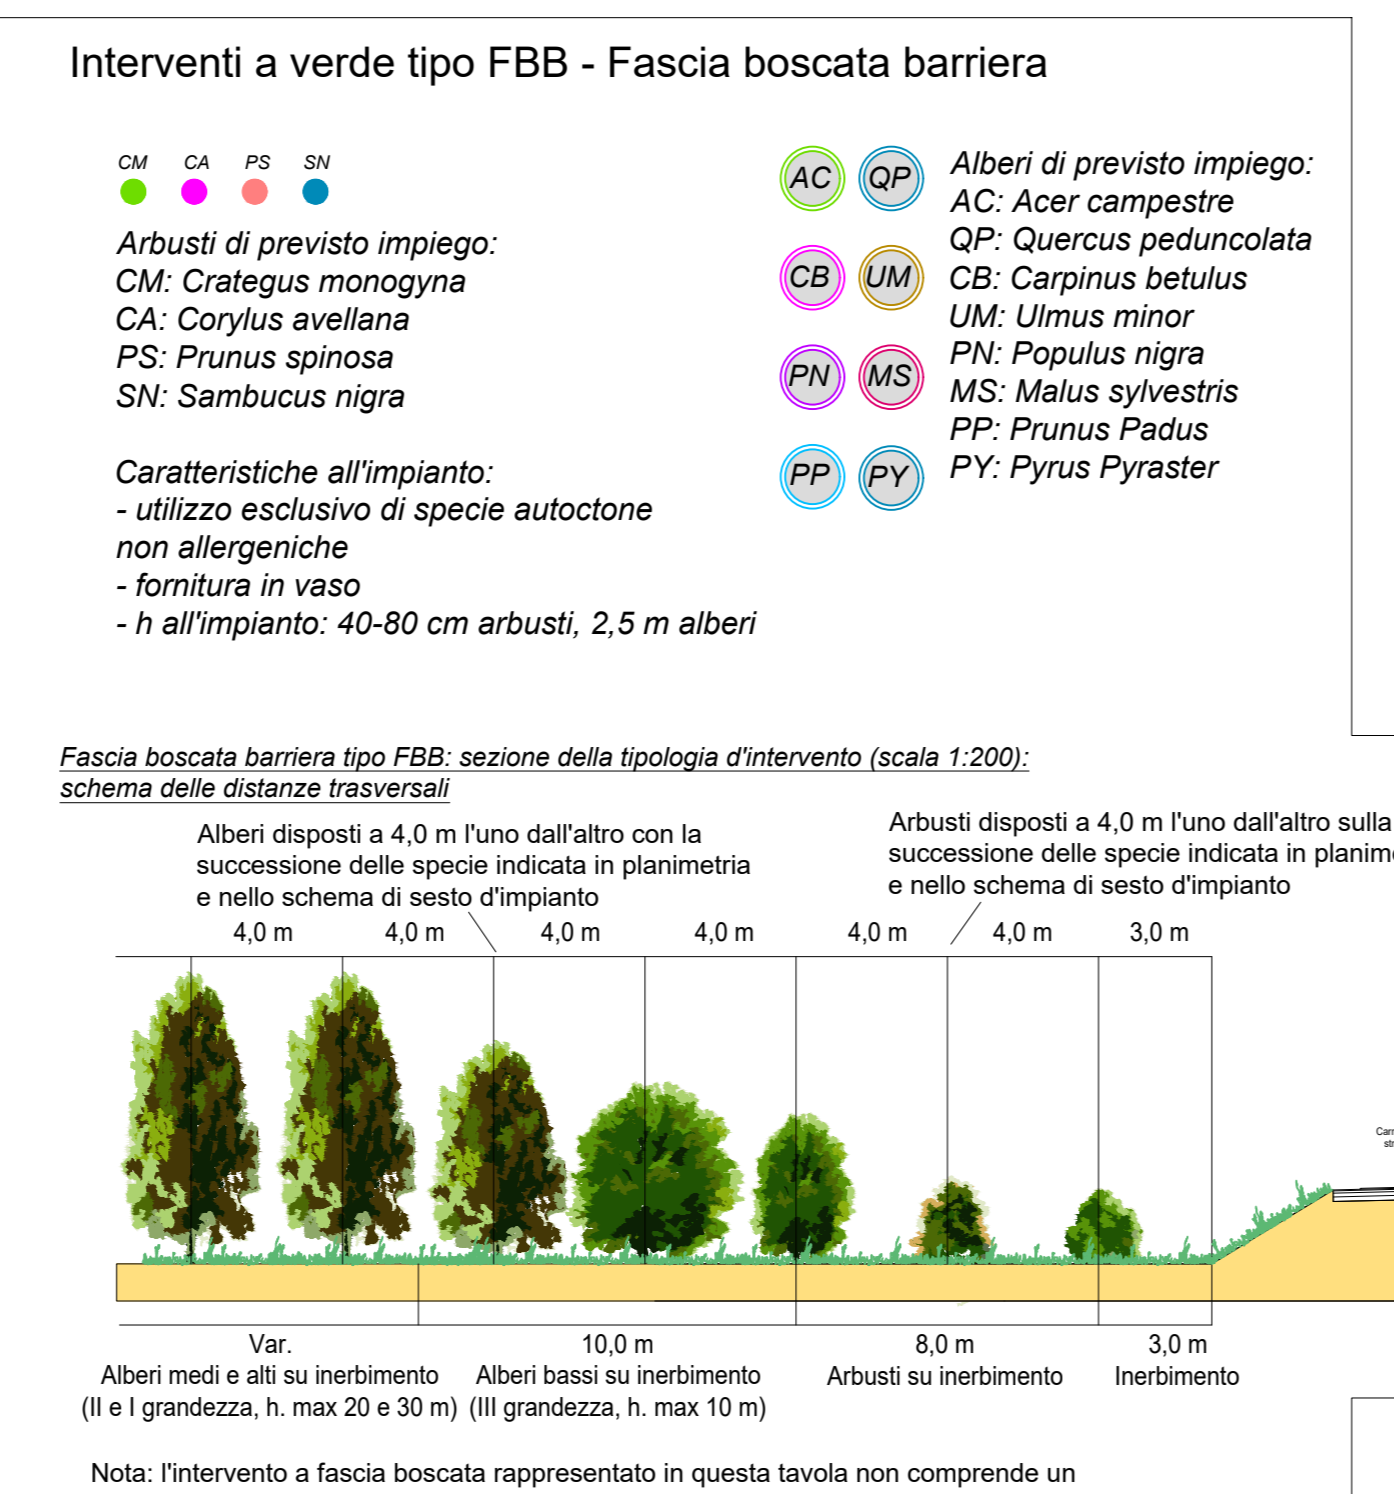 Interventi a verde tipo FBB - Fascia boscata barriera
CM CA PS SN
Arbusti di previsto impiego:
CM: Crategus monogyna
CA: Corylus avellana
PS: Prunus spinosa
SN: Sambucus nigra
Caratteristiche all'impianto:
- utilizzo esclusivo di specie autoctone
non allergeniche
- fornitura in vaso
- h all'impianto: 40-80 cm arbusti, 2,5 m alberi
AC QP
CB UM
PN MS
PP PY
Alberi di previsto impiego:
AC: Acer campestre
QP: Quercus peduncolata
CB: Carpinus betulus
UM: Ulmus minor
PN: Populus nigra
MS: Malus sylvestris
PP: Prunus Padus
PY: Pyrus Pyraster
Fascia boscata barriera tipo FBB: sezione della tipologia d'intervento (scala 1:200):
schema delle distanze trasversali
Alberi disposti a 4,0 m l'uno dall'altro con la
successione delle specie indicata in planimetria
e nello schema di sesto d'impianto
Arbusti disposti a 4,0 m l'uno dall'altro sulla
successione delle specie indicata in planim
e nello schema di sesto d'impianto
4,0 m 4,0 m 4,0 m 4,0 m 4,0 m 4,0 m 3,0 m
Var.
Alberi medi e alti su inerbimento
(II e I grandezza, h. max 20 e 30 m)
10,0 m
Alberi bassi su inerbimento
(III grandezza, h. max 10 m)
8,0 m
Arbusti su inerbimento
3,0 m
Inerbimento
Nota: l'intervento a fascia boscata rappresentato in questa tavola non comprende un